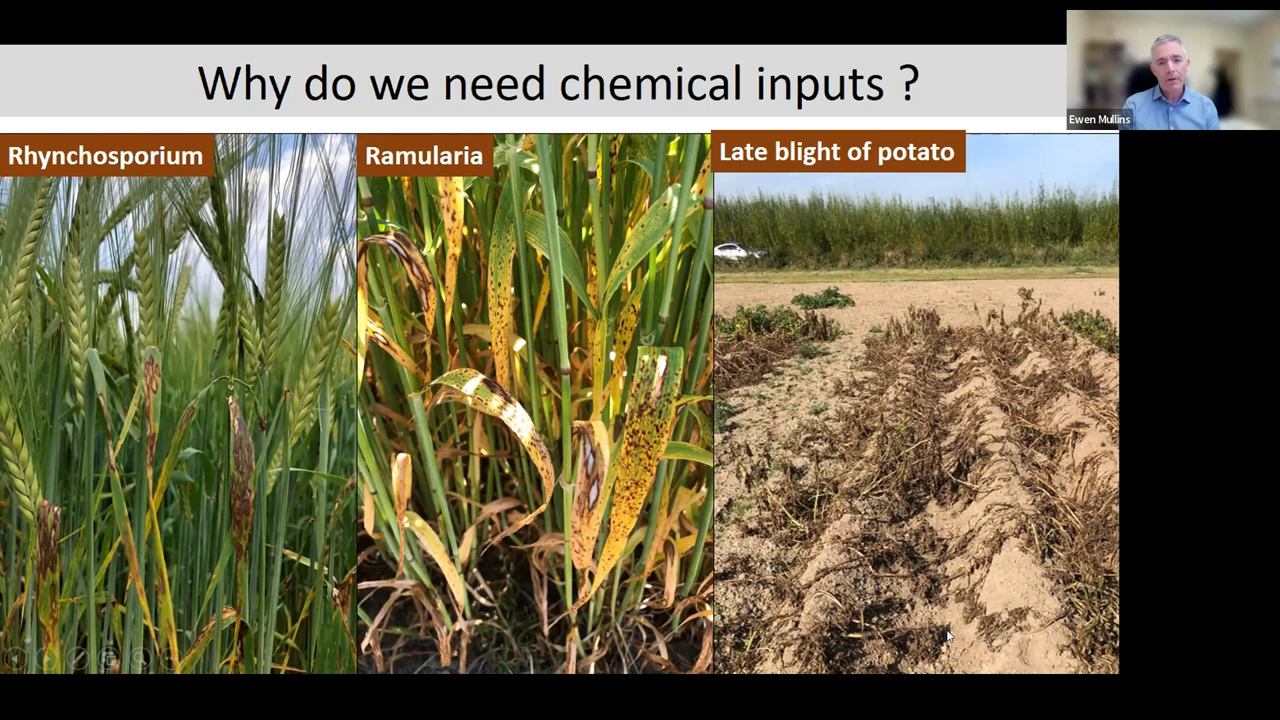 Why do we need chemical inputs ?
Ewen Mullins
Rhynchosporium
Ramularia
Late blight of potato